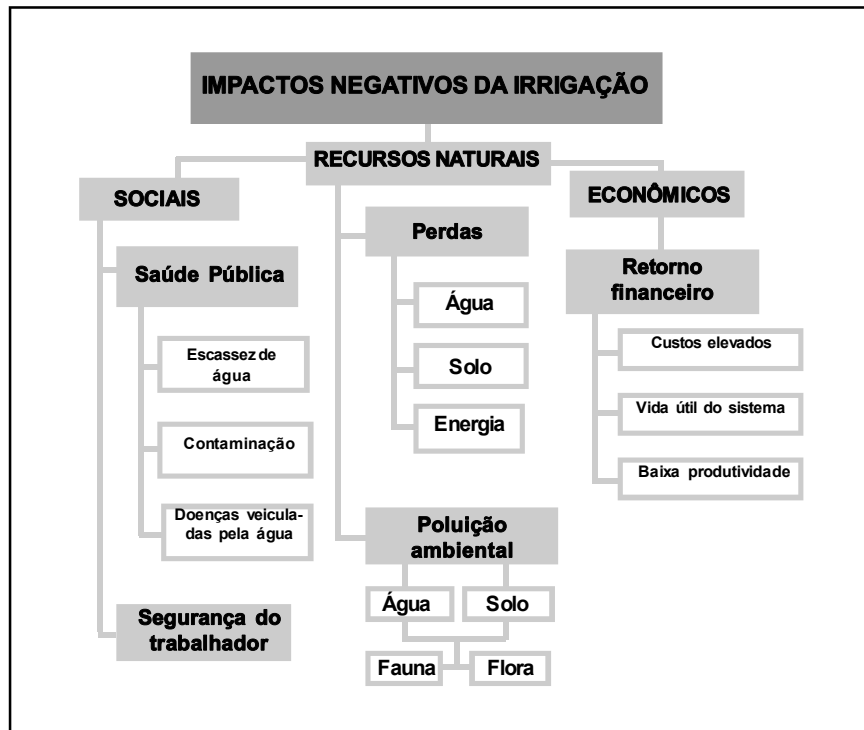 IMPACTOS NEGATIVOS DA IRRIGAÇÃO
RECURSOS NATURAIS
SOCIAIS
ECONÔMICOS
Saúde Pública
Escassez de
água
Contaminação
Doenças veicula-
das pela água
Segurança do
trabalhador
Perdas
Água
Solo
Energia
Poluição
ambiental
Água
Solo
Fauna
Flora
Retorno
financeiro
Custos elevados
Vida útil do sistema
Baixa produtividade